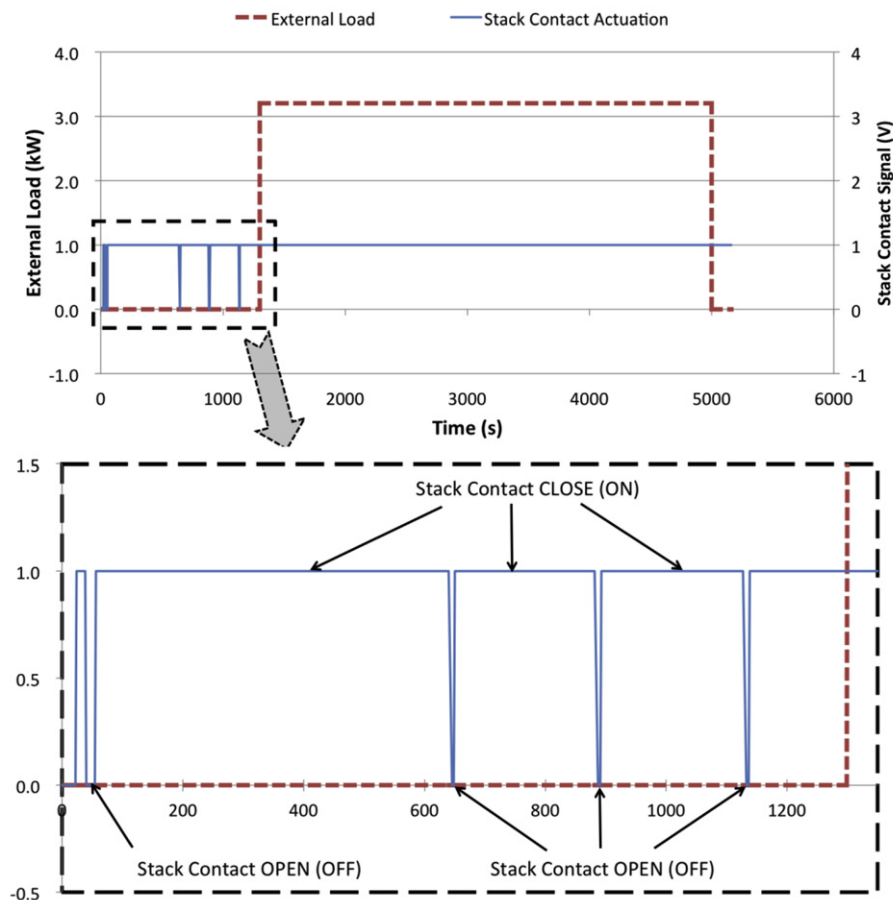 External Load Stack Contact Actuation
4.0 4
3.0 3
2.0 2
1.0 1
0.0 0
-1.0 -1
External Load (kW)
Stack Contact Signal (V)
0 1000 2000 3000 4000 5000 6000
Time (s)
1.5
Stack Contact CLOSE (ON)
1.0
0.5
0.0
0 200 400 600 800 1000 1200
Stack Contact OPEN (OFF) Stack Contact OPEN (OFF)
-0.5